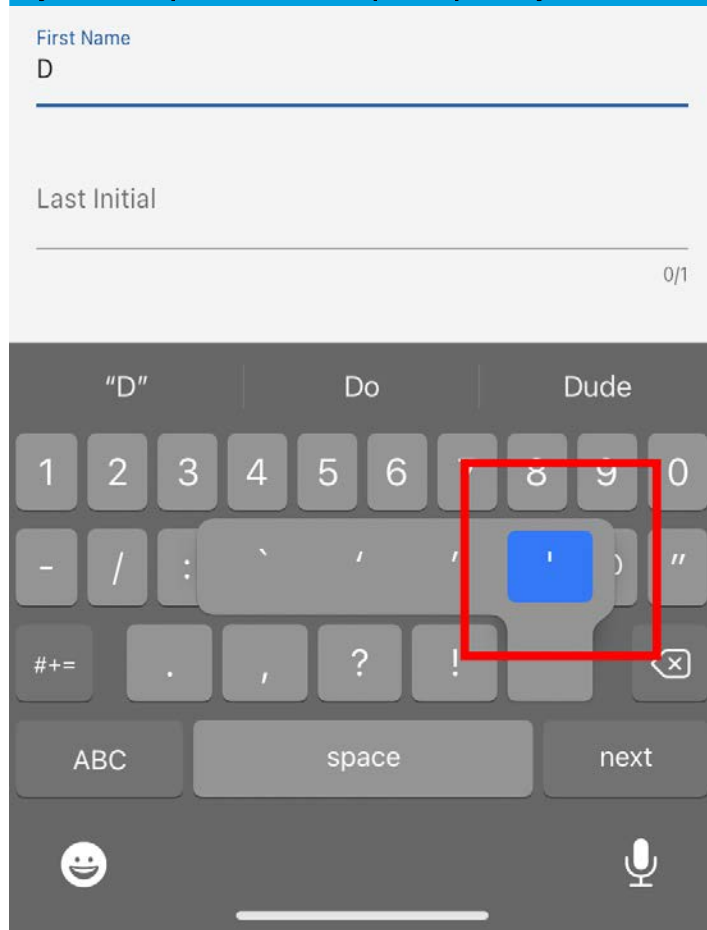 First Name
D
Last Initial
0/1
“D” Do Dude
1 2 3 4 5 6 7 8 9 0
- / : ` ‘ ’ ' ) "
#+= . , ? !
ABC space next